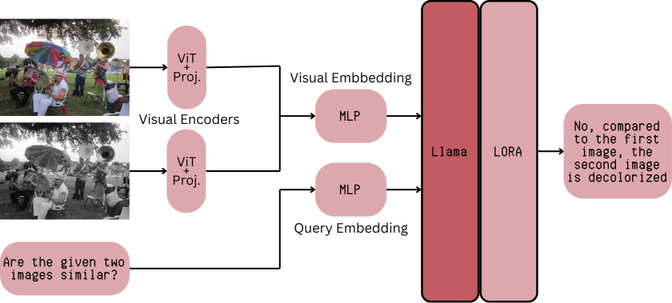 ViT
+
Proj.
Visual Encoders
ViT
+
Proj.
Are the given two
images similar?
Visual Embbedding
MLP
MLP
Query Embedding
Llama
LORA
No, compared
to the first
image, the
second image
is decolorized